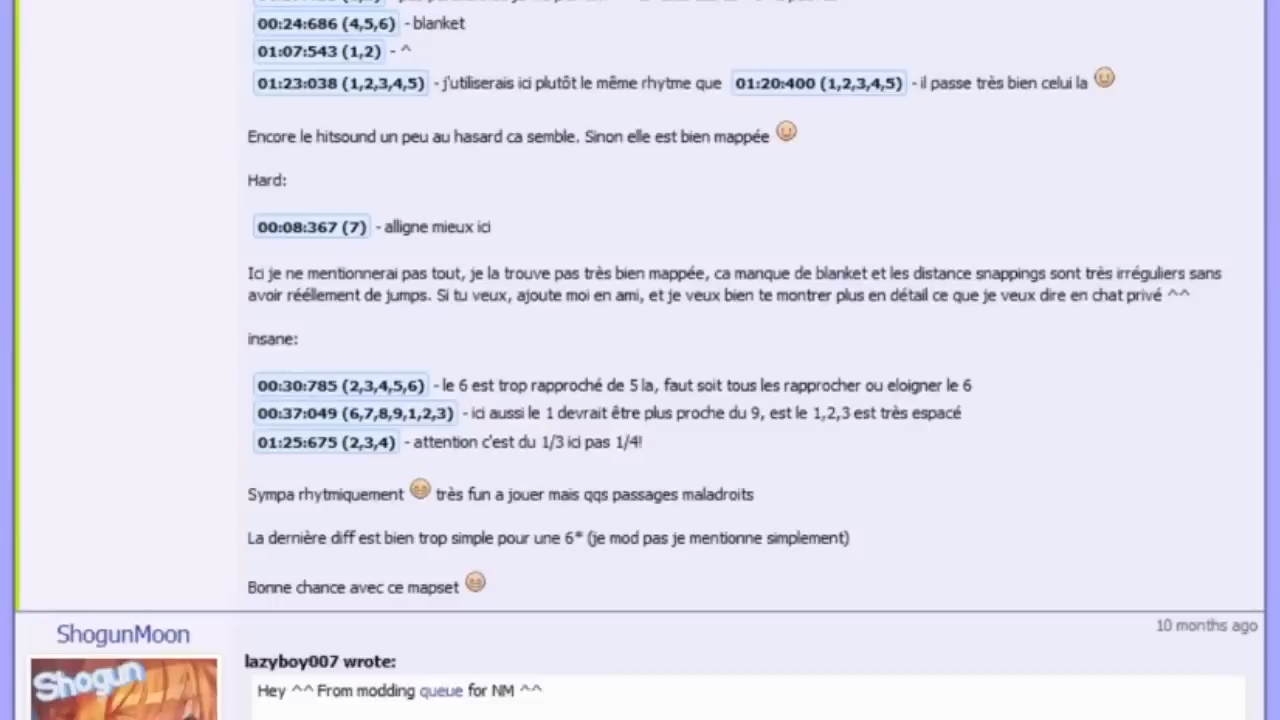 00:24:686 (4,5,6) - blanket
01:07:543 (1,2) - ^
01:23:038 (1,2,3,4,5) - j'utiliserais ici plutôt le même rhytme que 01:20:400 (1,2,3,4,5) - il passe très bien celui la
Encore le hitsound un peu au hasard ca semble. Sinon elle est bien mappée
Hard:
00:08:367 (7) - alligne mieux ici
Ici je ne mentionnerai pas tout, je la trouve pas très bien mappée, ca manque de blanket et les distance snappings sont très irréguliers sans
avoir rééllement de jumps. Si tu veux, ajoute moi en ami, et je veux bien te montrer plus en détail ce que je veux dire en chat privé ^^
insane:
00:30:785 (2,3,4,5,6) - le 6 est trop rapproché de 5 la, faut soit tous les rapprocher ou eloigner le 6
00:37:049 (6,7,8,9,1,2,3) - ici aussi le 1 devrait être plus proche du 9, est le 1,2,3 est très espacé
01:25:675 (2,3,4) - attention c'est du 1/3 ici pas 1/4!
Sympa rhytmiquement très fun a jouer mais qqs passages maladroits
La dernière diff est bien trop simple pour une 6* (je mod pas je mentionne simplement)
Bonne chance avec ce mapset
ShogunMoon
10 months ago
Shogun
lazyboy007 wrote:
Hey ^^ From modding queue for NM ^^